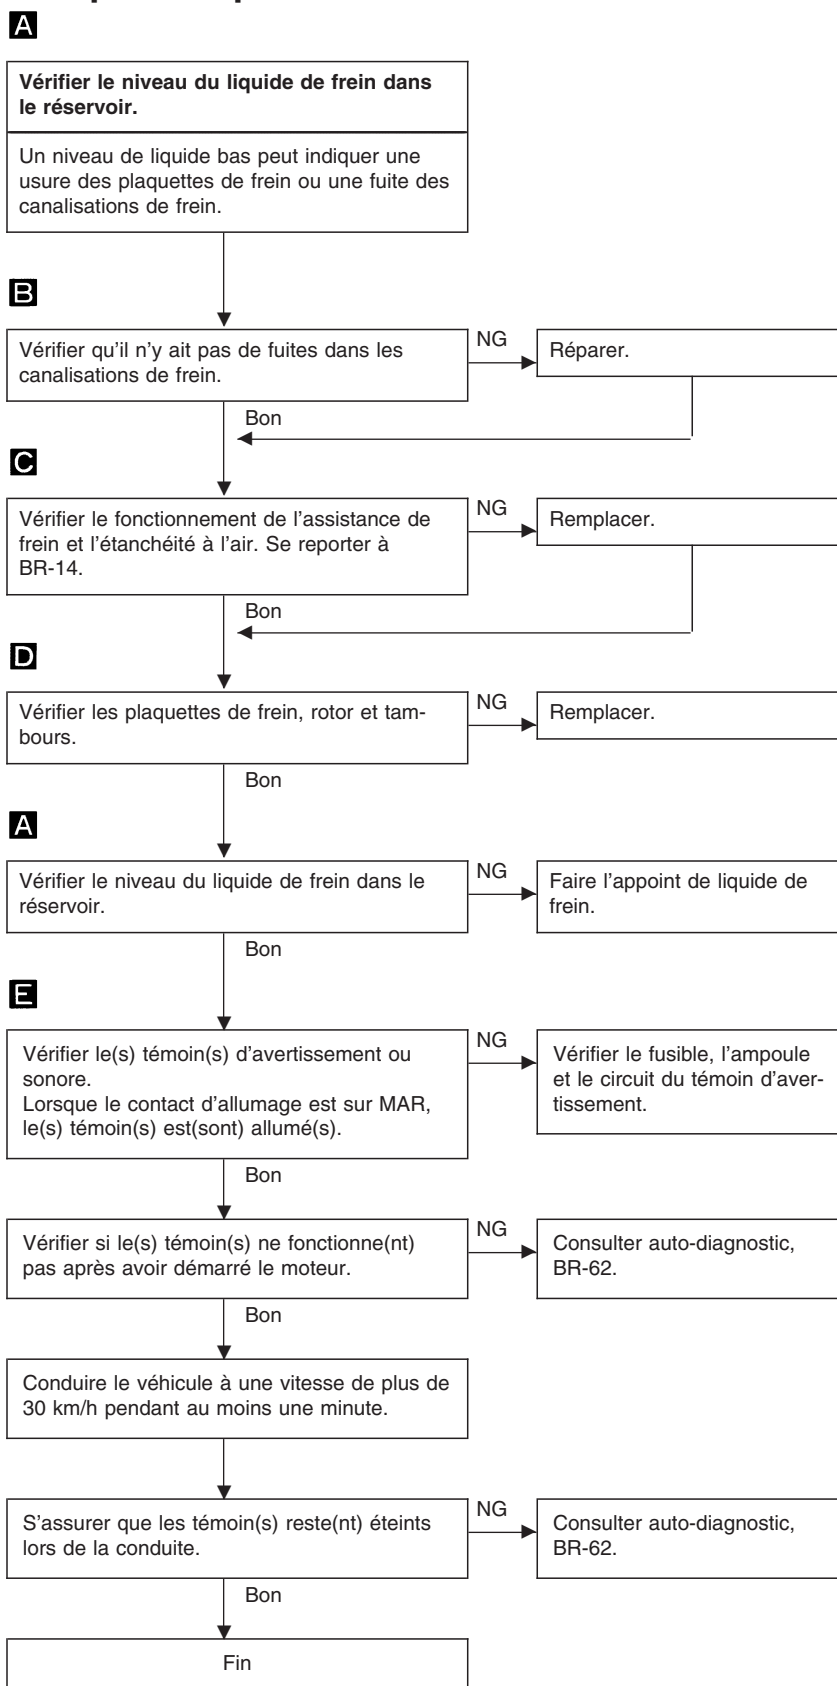 A
Vérifier le niveau du liquide de frein dans
le réservoir.
Un niveau de liquide bas peut indiquer une
usure des plaquettes de frein ou une fuite des
canalisations de frein.
B
Vérifier qu'il n'y ait pas de fuites dans les
canalisations de frein.
NG
Réparer.
Bon
C
Vérifier le fonctionnement de l'assistance de
frein et l'étanchéité à l'air. Se reporter à
BR-14.
NG
Remplacer.
Bon
D
Vérifier les plaquettes de frein, rotor et tam-
bours.
NG
Remplacer.
Bon
A
Vérifier le niveau du liquide de frein dans le
réservoir.
NG
Faire l'appoint de liquide de
frein.
Bon
E
Vérifier le(s) témoin(s) d'avertissement ou
sonore.
Lorsque le contact d'allumage est sur MAR,
le(s) témoin(s) est(sont) allumé(s).
NG
Vérifier le fusible, l'ampoule
et le circuit du témoin d'aver-
tissement.
Bon
Vérifier si le(s) témoin(s) ne fonctionne(nt)
pas après avoir démarré le moteur.
NG
Consulter auto-diagnostic,
BR-62.
Bon
Conduire le véhicule à une vitesse de plus de
30 km/h pendant au moins une minute.
S'assurer que les témoin(s) reste(nt) éteints
lors de la conduite.
NG
Consulter auto-diagnostic,
BR-62.
Bon
Fin